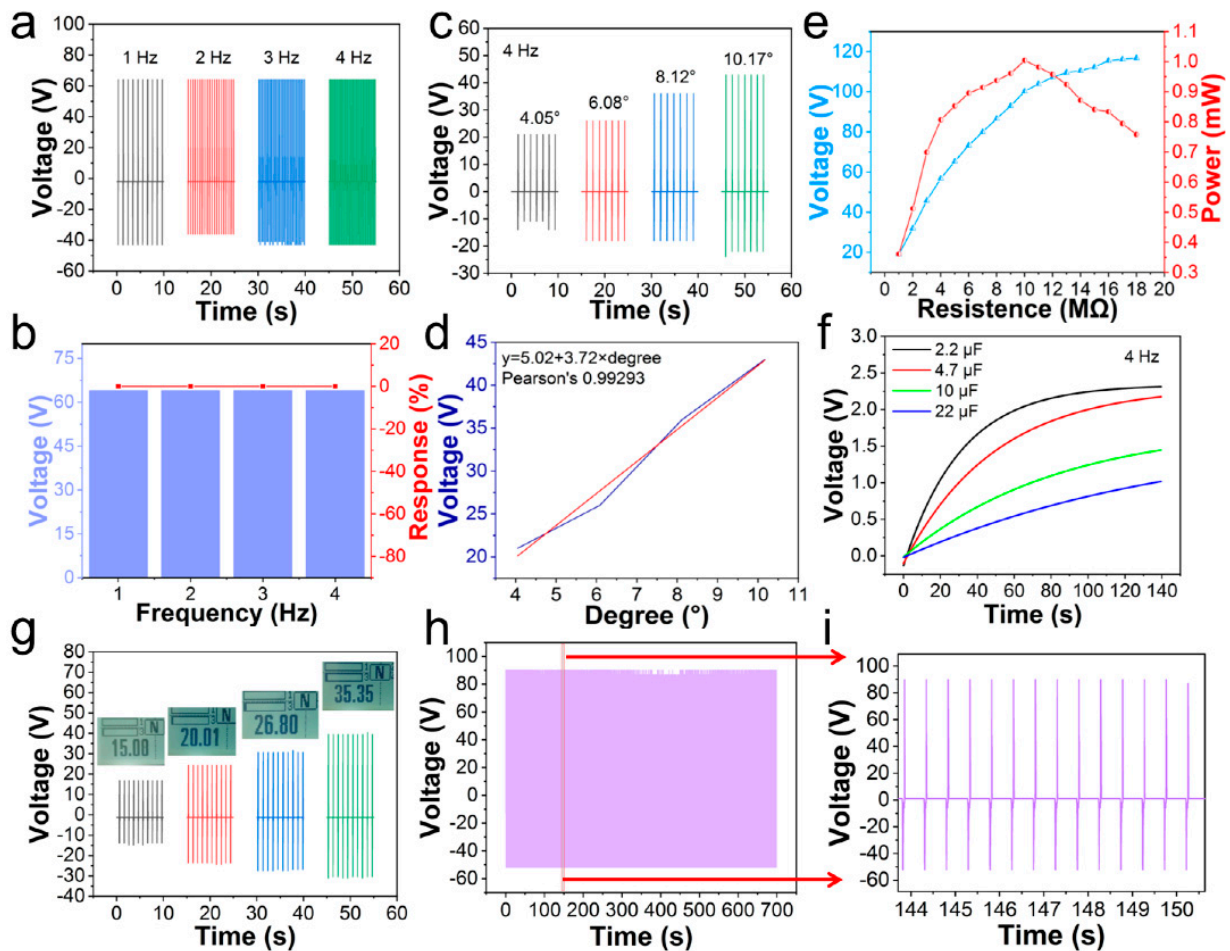 a
1 Hz 2 Hz 3 Hz 4 Hz
100
80
60
40
20
0
-20
-40
-60
Voltage (V)
0 10 20 30 40 50 60
Time (s)
c
4 Hz
4.05°
6.08°
8.12°
10.17°
60
50
40
30
20
10
0
-10
-20
-30
Voltage (V)
0 10 20 30 40 50 60
Time (s)
e
120
100
80
60
40
20
Voltage (V)
1.1
1.0
0.9
0.8
0.7
0.6
0.5
0.4
0.3
Power (mW)
0 2 4 6 8 10 12 14 16 18 20
Resistence (MΩ)
b
75
60
45
30
15
0
Voltage (V)
20
0
-20
-40
-60
-80
Response (%)
1 2 3 4
Frequency (Hz)
d
y=5.02+3.72×degree
Pearson's 0.99293
45
40
35
30
25
20
Voltage (V)
4 5 6 7 8 9 10 11
Degree (°)
f
2.2 μF
4.7 μF
10 μF
22 μF
4 Hz
3.0
2.5
2.0
1.5
1.0
0.5
0.0
Voltage (V)
0 20 40 60 80 100 120 140
Time (s)
g
15.00
20.01
26.80
35.35
N
N
N
N
80
70
60
50
40
30
20
10
0
-10
-20
-30
-40
Voltage (V)
0 10 20 30 40 50 60
Time (s)
h
100
80
60
40
20
0
-20
-40
-60
Voltage (V)
0 100 200 300 400 500 600 700
Time (s)
i
100
80
60
40
20
0
-20
-40
-60
Voltage (V)
144 145 146 147 148 149 150
Time (s)